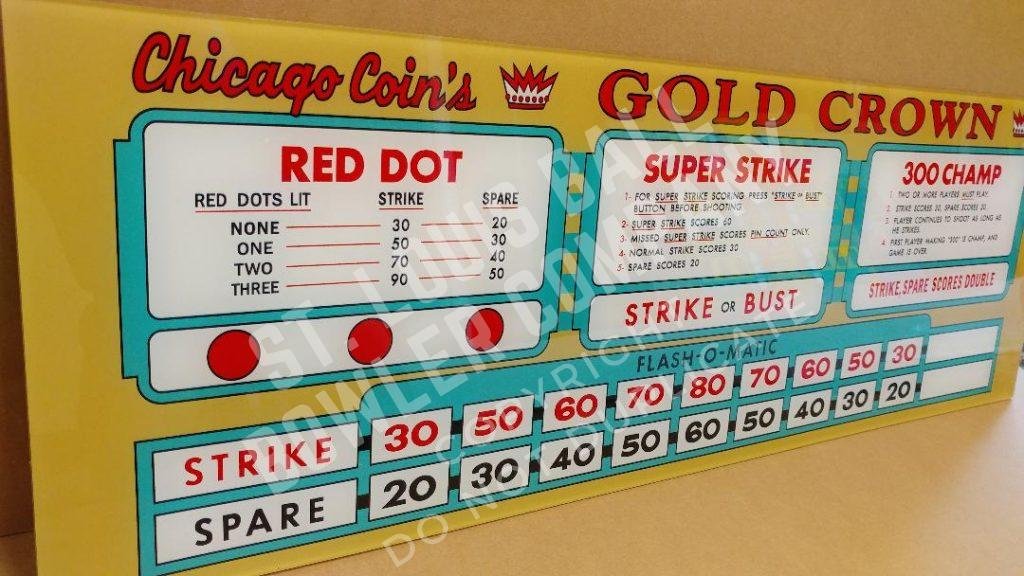 Chicago Coin's
GOLD CROWN
RED DOT
RED DOTS LIT STRIKE SPARE
NONE 30 20
ONE 50 30
TWO 70 40
THREE 90 50
SUPER STRIKE
1- FOR SUPER STRIKE SCORING PRESS "STRIKE OR BUST"
BUTTON BEFORE SHOOTING
2- SUPER STRIKE SCORES 60
3- MISSED SUPER STRIKE SCORES PIN COUNT ONLY.
4- NORMAL STRIKE SCORES 30
5- SPARE SCORES 20
STRIKE OR BUST
300 CHAMP
1. TWO OR MORE PLAYERS MUST PLAY.
2. STRIKE SCORES 30, SPARE SCORES 20.
3. PLAYER CONTINUES TO SHOOT AS LONG AS
HE STRIKES.
4. FIRST PLAYER MAKING "300" IS CHAMP, AND
GAME IS OVER.
STRIKE, SPARE SCORES DOUBLE
FLASH-O-MATIC
STRIKE 30 50 60 70 80 70 60 50 30
SPARE 20 30 40 50 60 50 40 30 20
ST. LOUIS BALL
BOWLER COMPANY
COPYRIGHT
DO NOT DUPLICATE